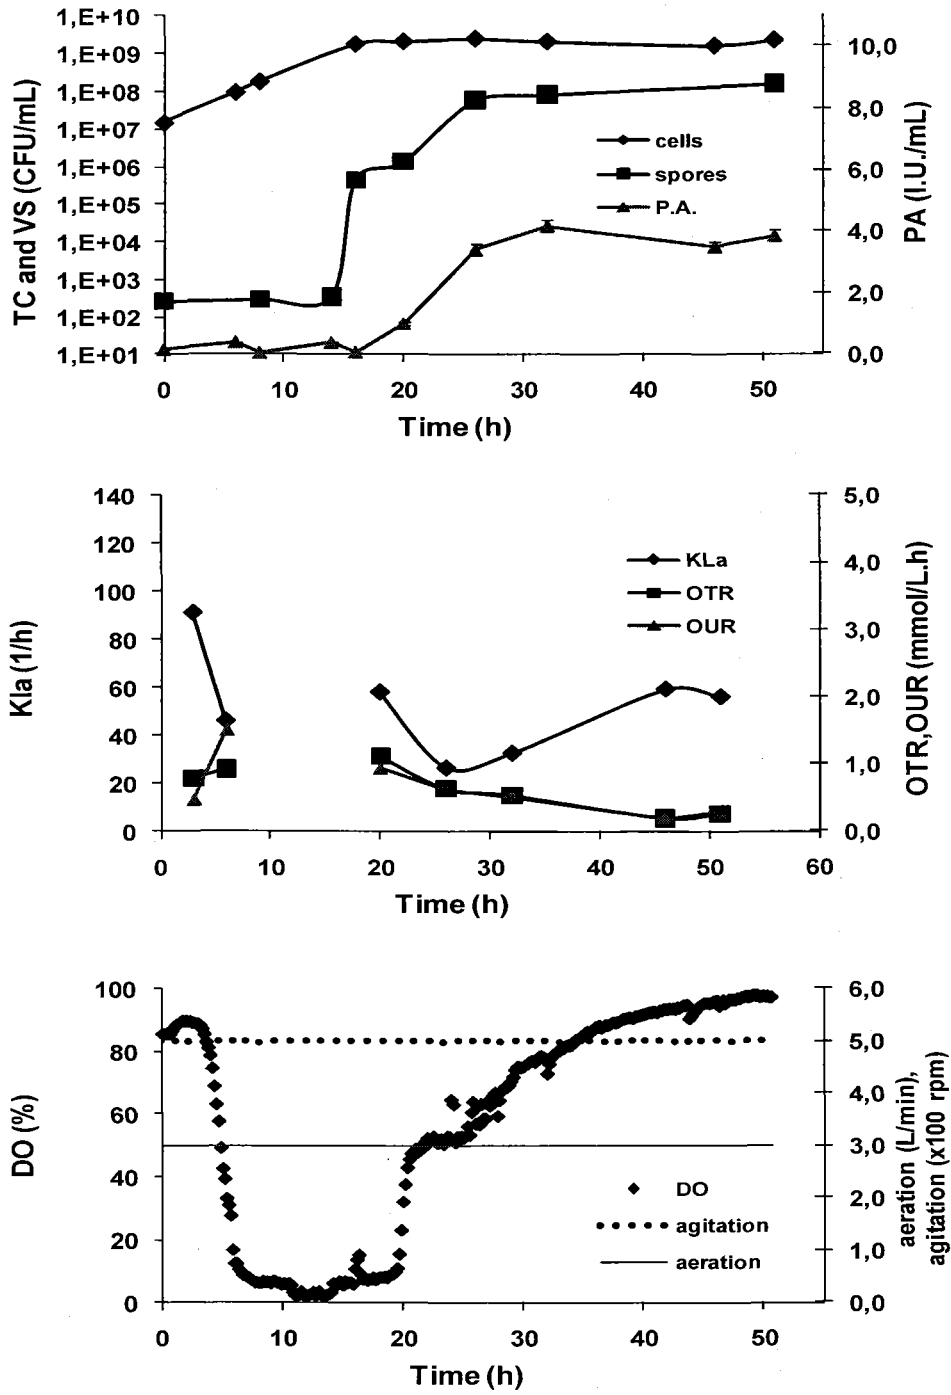 TC and VS (CFU/mL)
1,E+10
1,E+09
1,E+08
1,E+07
1,E+06
1,E+05
1,E+04
1,E+03
1,E+02
1,E+01
cells
spores
P.A.
10,0
8,0
6,0
4,0
2,0
0,0
PA (I.U./mL)
0 10 20 30 40 50
Time (h)
Kla (1/h)
140
120
100
80
60
40
20
0
KLa
OTR
OUR
5,0
4,0
3,0
2,0
1,0
0,0
OTR,OUR (mmol/L.h)
0 10 20 30 40 50 60
Time (h)
DO (%)
100
80
60
40
20
0
DO
agitation
aeration
6,0
5,0
4,0
3,0
2,0
1,0
0,0
aeration (L/min),
agitation (x100 rpm)
0 10 20 30 40 50
Time (h)